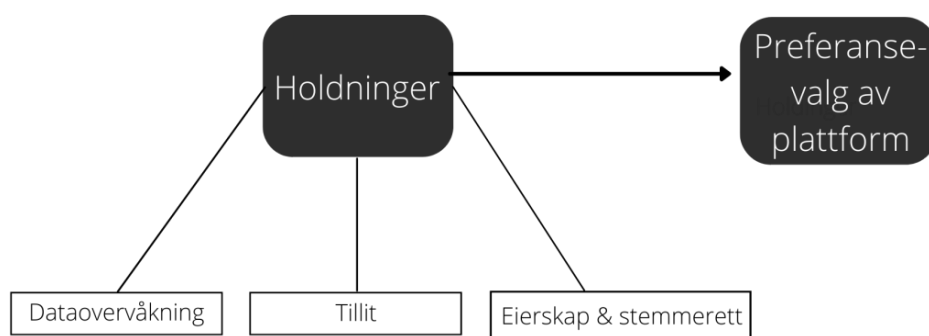 Holdninger
Preferanse-
valg av
plattform
Dataovervåkning
Tillit
Eierskap & stemmerett